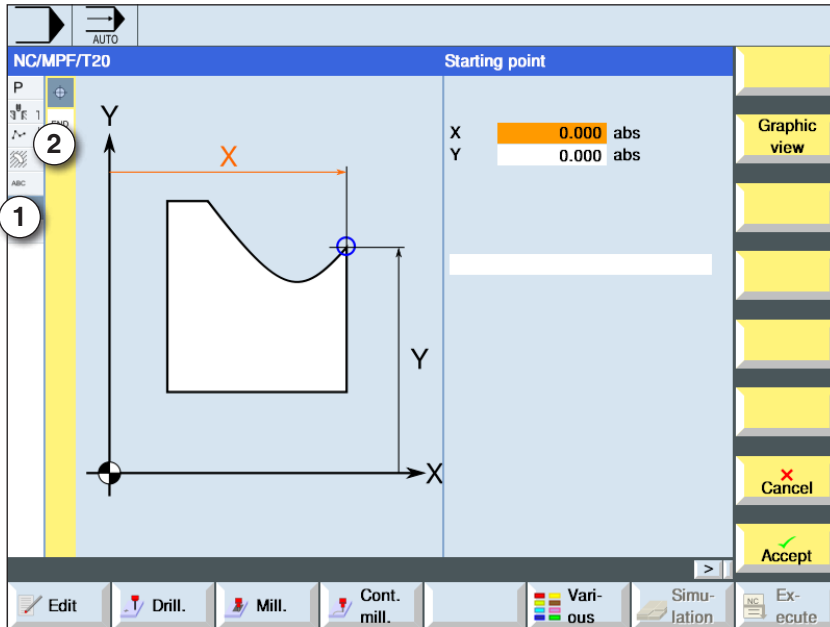 AUTO
NC/MPF/T20
Starting point
P
1
END
ABC
2
1
Y
X
Y
X
X 0.000 abs
Y 0.000 abs
Graphic
view
Cancel
Accept
>
Edit
Drill.
Mill.
Cont.
mill.
Vari-
ous
Simu-
lation
NC
Ex-
ecute